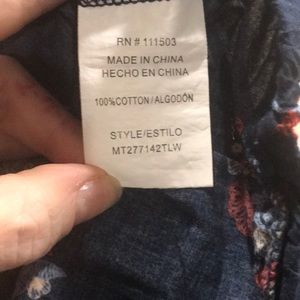 RN # 111503
MADE IN CHINA
HECHO EN CHINA
100%COTTON/ALGODÓN
STYLE/ESTILO
MT277142TLW